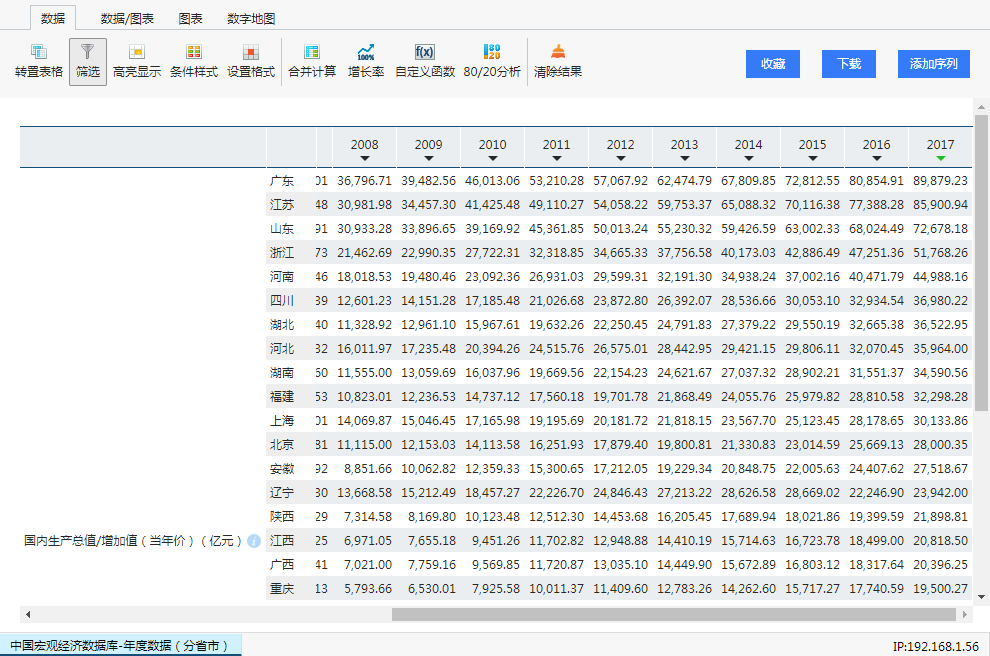 数据 数据/图表 图表 数字地图
转置表格 筛选 高亮显示 条件样式 设置格式 合并计算 增长率 自定义函数 80/20分析 清除结果 收藏 下载 添加序列
2008 2009 2010 2011 2012 2013 2014 2015 2016 2017
广东 01 36,796.71 39,482.56 46,013.06 53,210.28 57,067.92 62,474.79 67,809.85 72,812.55 80,854.91 89,879.23
江苏 48 30,981.98 34,457.30 41,425.48 49,110.27 54,058.22 59,753.37 65,088.32 70,116.38 77,388.28 85,900.94
山东 91 30,933.28 33,896.65 39,169.92 45,361.85 50,013.24 55,230.32 59,426.59 63,002.33 68,024.49 72,678.18
浙江 73 21,462.69 22,990.35 27,722.31 32,318.85 34,665.33 37,756.58 40,173.03 42,886.49 47,251.36 51,768.26
河南 46 18,018.53 19,480.46 23,092.36 26,931.03 29,599.31 32,191.30 34,938.24 37,002.16 40,471.79 44,988.16
四川 39 12,601.23 14,151.28 17,185.48 21,026.68 23,872.80 26,392.07 28,536.66 30,053.10 32,934.54 36,980.22
湖北 40 11,328.92 12,961.10 15,967.61 19,632.26 22,250.45 24,791.83 27,379.22 29,550.19 32,665.38 36,522.95
河北 32 16,011.97 17,235.48 20,394.26 24,515.76 26,575.01 28,442.95 29,421.15 29,806.11 32,070.45 35,964.00
湖南 60 11,555.00 13,059.69 16,037.96 19,669.56 22,154.23 24,621.67 27,037.32 28,902.21 31,551.37 34,590.56
福建 53 10,823.01 12,236.53 14,737.12 17,560.18 19,701.78 21,868.49 24,055.76 25,979.82 28,810.58 32,298.28
上海 01 14,069.87 15,046.45 17,165.98 19,195.69 20,181.72 21,818.15 23,567.70 25,123.45 28,178.65 30,133.86
北京 81 11,115.00 12,153.03 14,113.58 16,251.93 17,879.40 19,800.81 21,330.83 23,014.59 25,669.13 28,000.35
安徽 92 8,851.66 10,062.82 12,359.33 15,300.65 17,212.05 19,229.34 20,848.75 22,005.63 24,407.62 27,518.67
辽宁 30 13,668.58 15,212.49 18,457.27 22,226.70 24,846.43 27,213.22 28,626.58 28,669.02 22,246.90 23,942.00
陕西 29 7,314.58 8,169.80 10,123.48 12,512.30 14,453.68 16,205.45 17,689.94 18,021.86 19,399.59 21,898.81
国内生产总值/增加值（当年价）（亿元） 江西 25 6,971.05 7,655.18 9,451.26 11,702.82 12,948.88 14,410.19 15,714.63 16,723.78 18,499.00 20,818.50
广西 41 7,021.00 7,759.16 9,569.85 11,720.87 13,035.10 14,449.90 15,672.89 16,803.12 18,317.64 20,396.25
重庆 13 5,793.66 6,530.01 7,925.58 10,011.37 11,409.60 12,783.26 14,262.60 15,717.27 17,740.59 19,500.27
中国宏观经济数据库-年度数据（分省市） IP:192.168.1.56